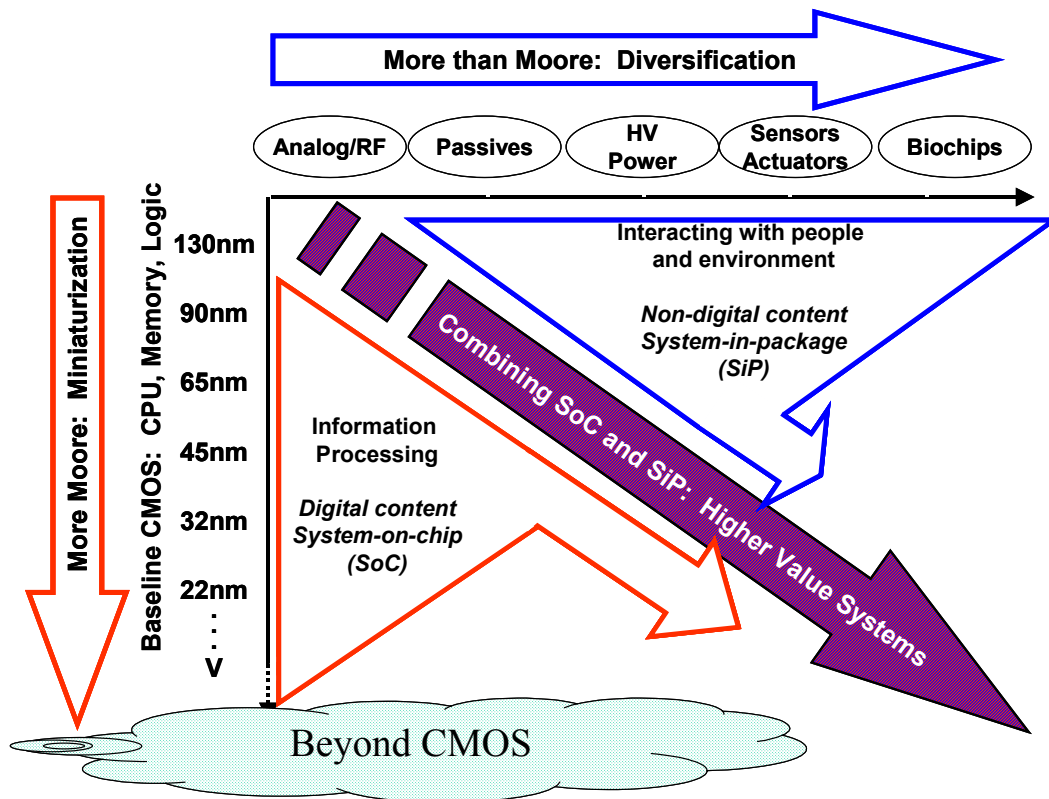 More than Moore:  Diversification
Analog/RF
Passives
HV
Power
Sensors
Actuators
Biochips
More Moore:  Miniaturization
Baseline CMOS:  CPU, Memory, Logic
130nm
90nm
65nm
45nm
32nm
22nm
.
.
.
.
V
Interacting with people
and environment
Non-digital content
System-in-package
(SiP)
Combining SoC and SiP:  Higher Value Systems
Information
Processing
Digital content
System-on-chip
(SoC)
Beyond CMOS